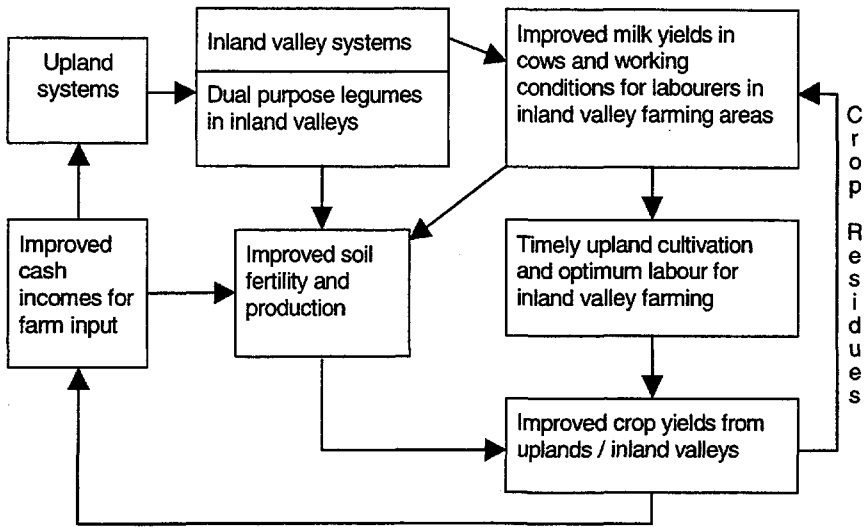 Upland
systems
Inland valley systems
Dual purpose legumes
in inland valleys
Improved milk yields in
cows and working
conditions for labourers in
inland valley farming areas
Improved
cash
incomes for
farm input
Improved soil
fertility and
production
Timely upland cultivation
and optimum labour for
inland valley farming
Improved crop yields from
uplands / inland valleys
Crop Residues